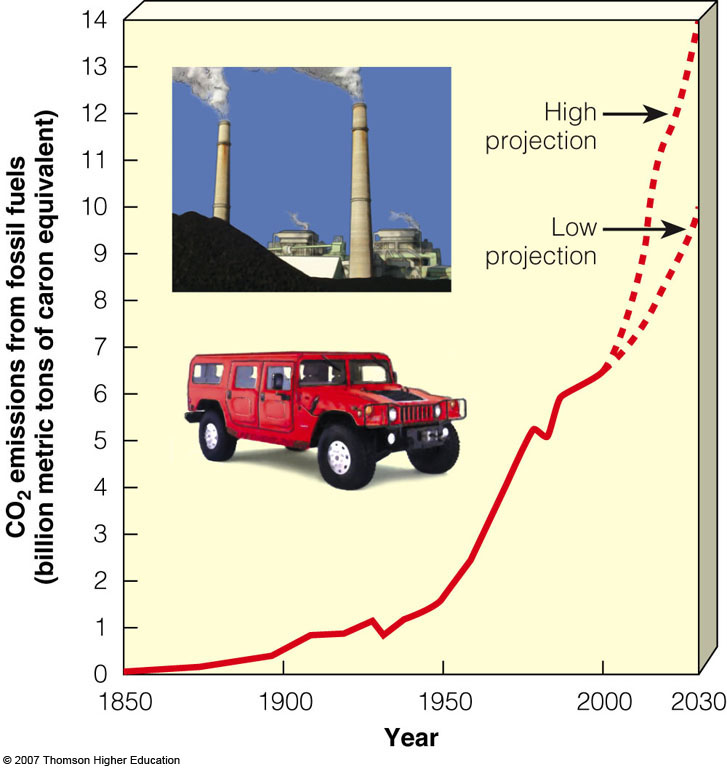 CO2 emissions from fossil fuels
(billion metric tons of caron equivalent)
14
13
12
11
10
9
8
7
6
5
4
3
2
1
0
High
projection
Low
projection
1850
1900
1950
2000
2030
Year
© 2007 Thomson Higher Education